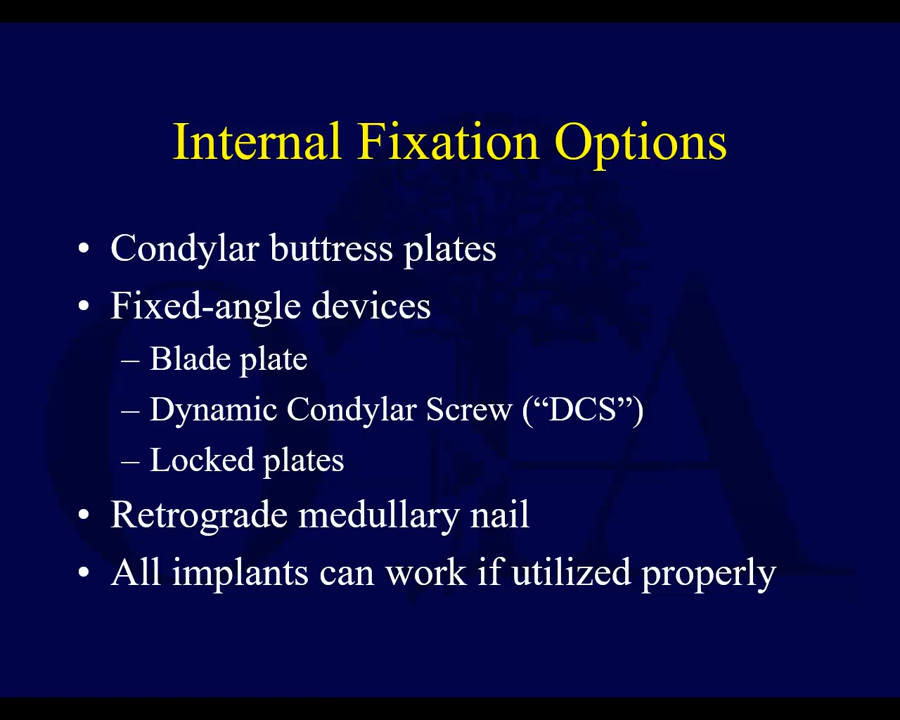 Internal Fixation Options
• Condylar buttress plates
• Fixed-angle devices
– Blade plate
– Dynamic Condylar Screw (“DCS”)
– Locked plates
• Retrograde medullary nail
• All implants can work if utilized properly
OTA